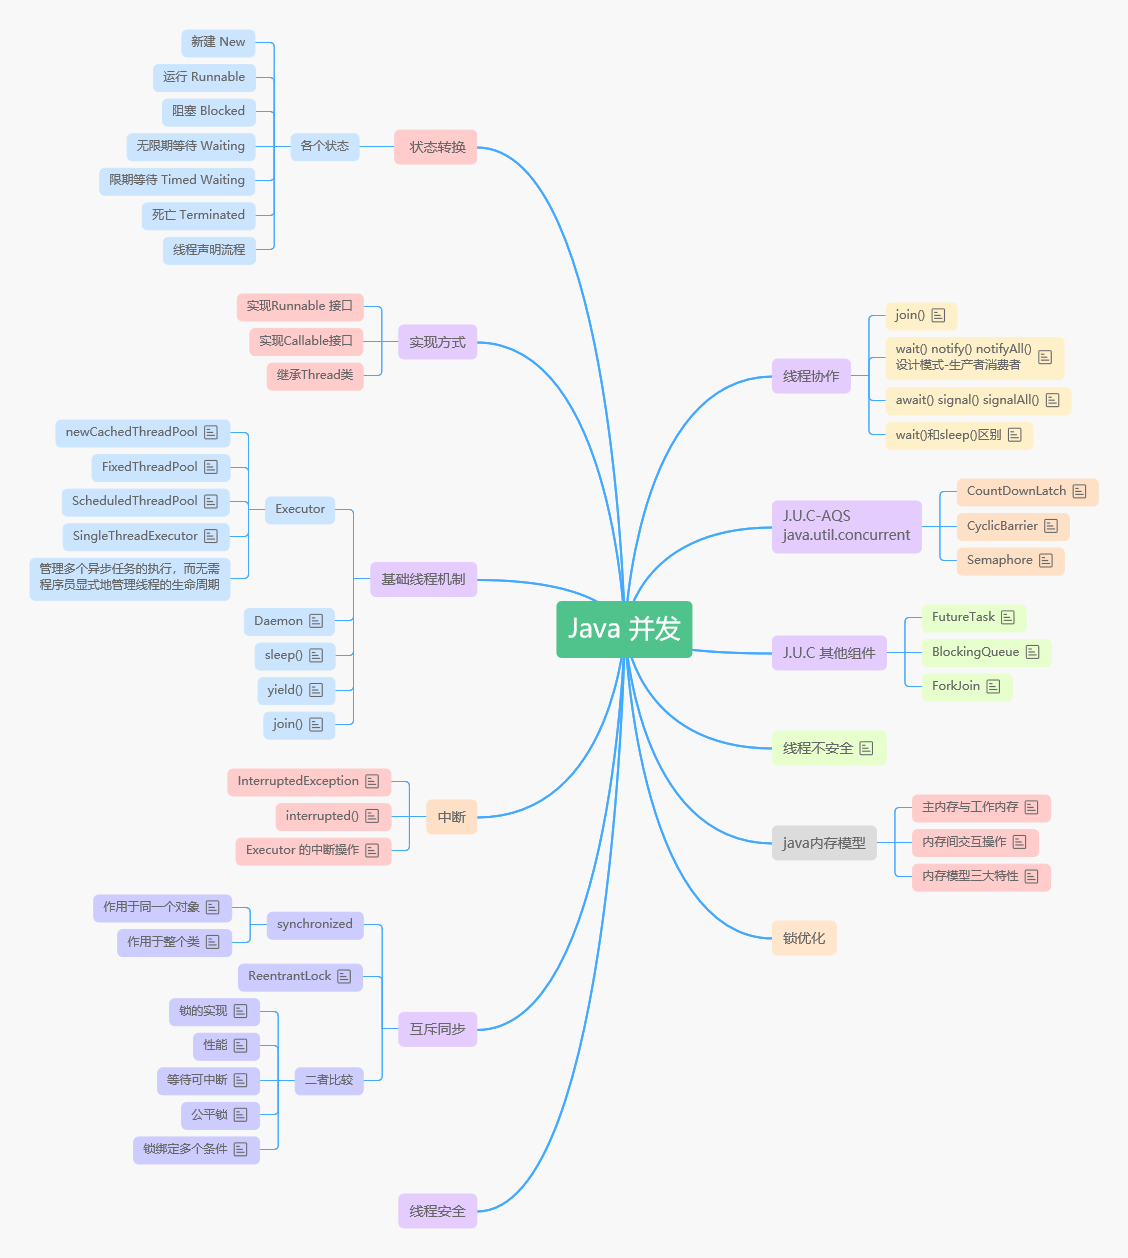 Java 并发
状态转换
各个状态
新建 New
运行 Runnable
阻塞 Blocked
无限期等待 Waiting
限期等待 Timed Waiting
死亡 Terminated
线程声明流程
实现方式
实现Runnable 接口
实现Callable接口
继承Thread类
基础线程机制
Executor
newCachedThreadPool
FixedThreadPool
ScheduledThreadPool
SingleThreadExecutor
管理多个异步任务的执行，而无需
程序员显式地管理线程的生命周期
Daemon
sleep()
yield()
join()
中断
InterruptedException
interrupted()
Executor 的中断操作
互斥同步
synchronized
作用于同一个对象
作用于整个类
ReentrantLock
二者比较
锁的实现
性能
等待可中断
公平锁
锁绑定多个条件
线程安全
线程协作
join()
wait() notify() notifyAll()
设计模式-生产者消费者
await() signal() signalAll()
wait()和sleep()区别
J.U.C-AQS
java.util.concurrent
CountDownLatch
CyclicBarrier
Semaphore
J.U.C 其他组件
FutureTask
BlockingQueue
ForkJoin
线程不安全
java内存模型
主内存与工作内存
内存间交互操作
内存模型三大特性
锁优化